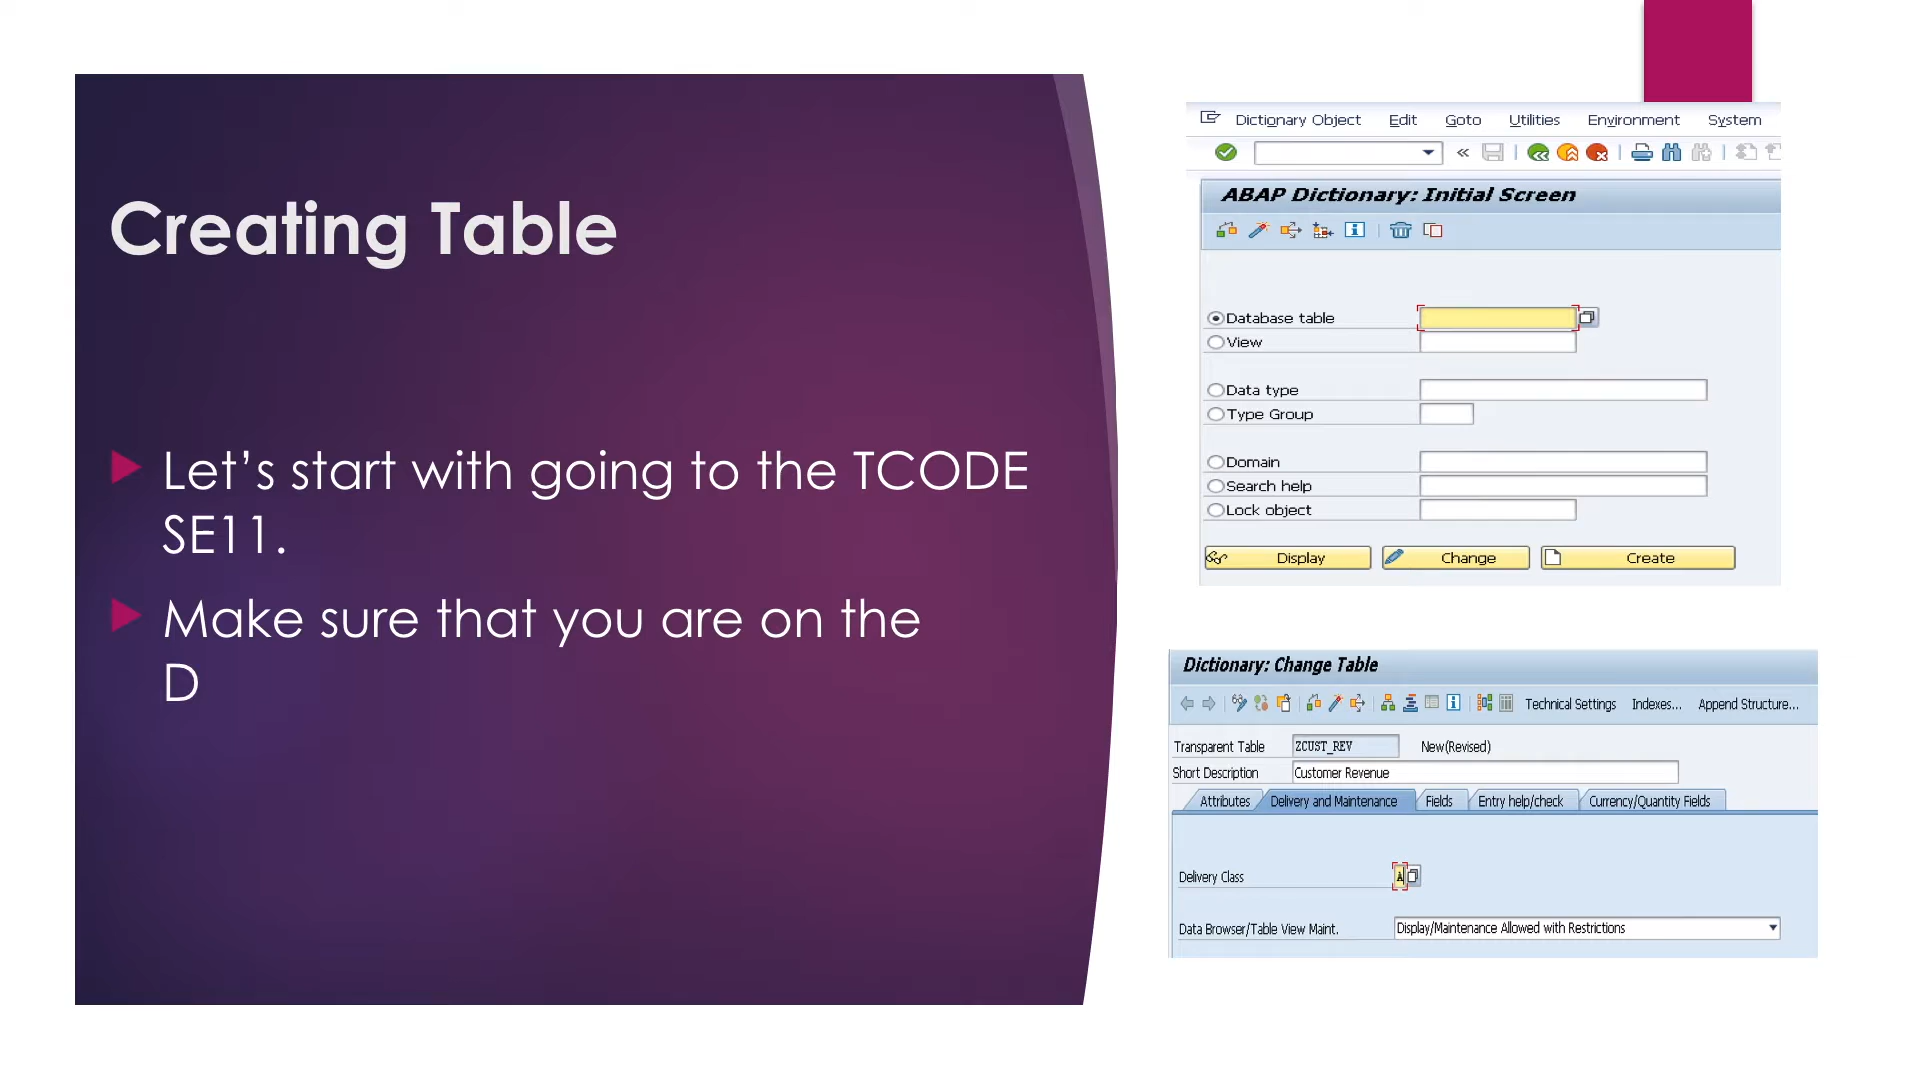 Creating Table
Let’s start with going to the TCODE
SE11.
Make sure that you are on the
D
Dictionary Object Edit Goto Utilities Environment System
ABAP Dictionary: Initial Screen
Database table
View
Data type
Type Group
Domain
Search help
Lock object
Display Change Create
Dictionary: Change Table
Technical Settings Indexes... Append Structure...
Transparent Table ZCUST_REV New(Revised)
Short Description Customer Revenue
Attributes Delivery and Maintenance Fields Entry help/check Currency/Quantity Fields
Delivery Class A
Data Browser/Table View Maint. Display/Maintenance Allowed with Restrictions